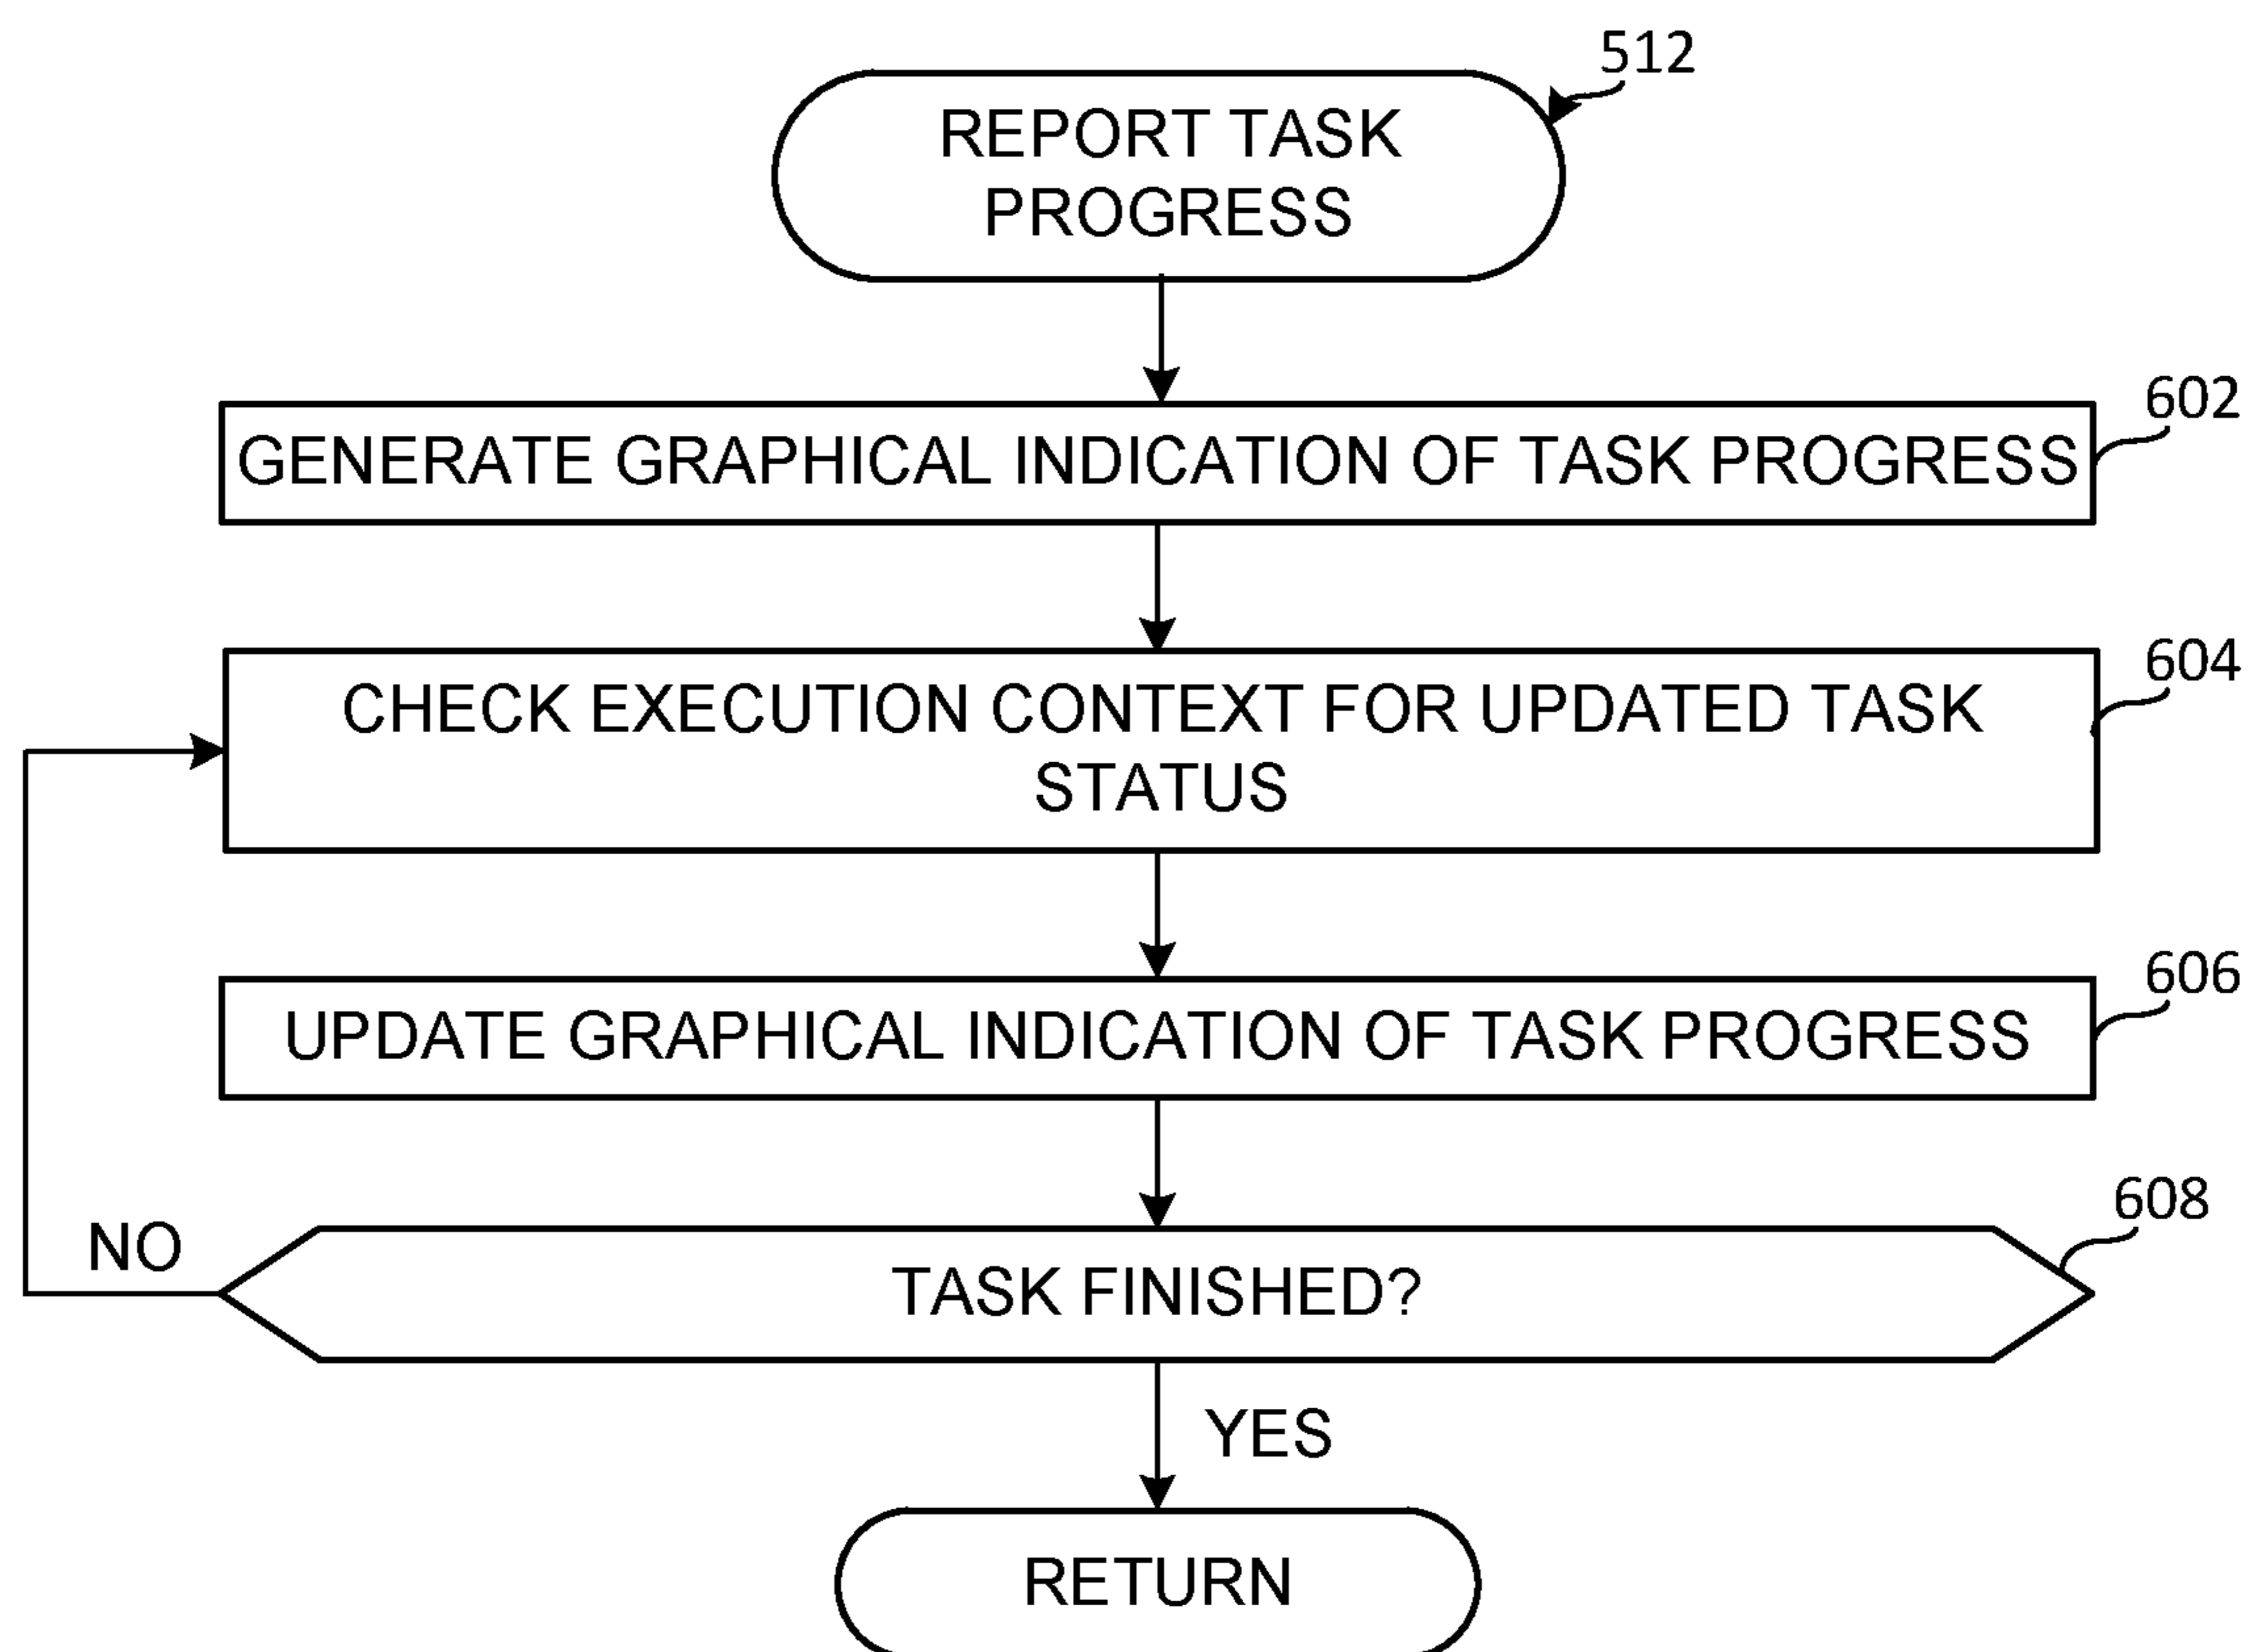 512
REPORT TASK
PROGRESS
602
GENERATE GRAPHICAL INDICATION OF TASK PROGRESS
604
CHECK EXECUTION CONTEXT FOR UPDATED TASK
STATUS
606
UPDATE GRAPHICAL INDICATION OF TASK PROGRESS
608
NO
TASK FINISHED?
YES
RETURN